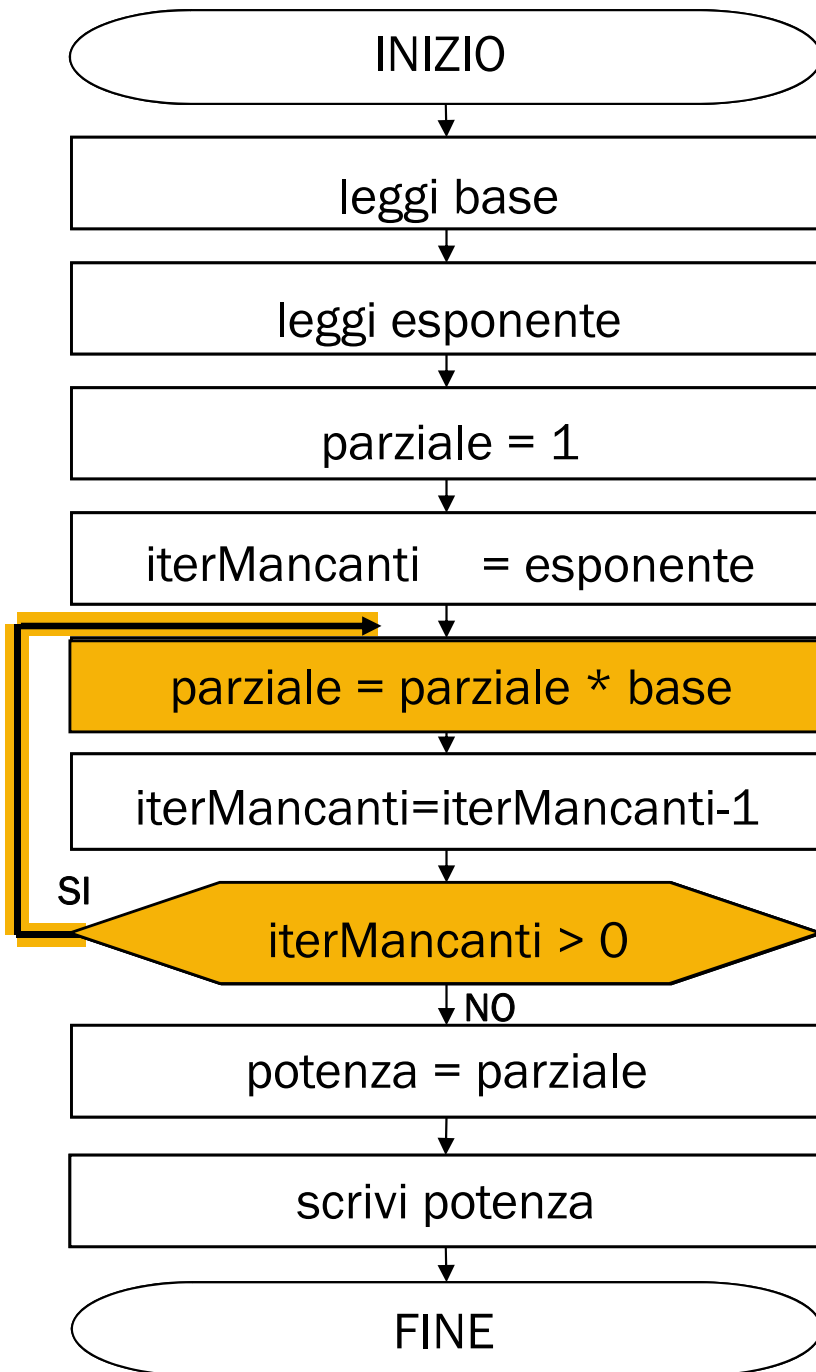 INIZIO
leggi base
leggi esponente
parziale = 1
iterMancanti = esponente
parziale = parziale * base
iterMancanti=iterMancanti-1
SI
iterMancanti > 0
NO
potenza = parziale
scrivi potenza
FINE